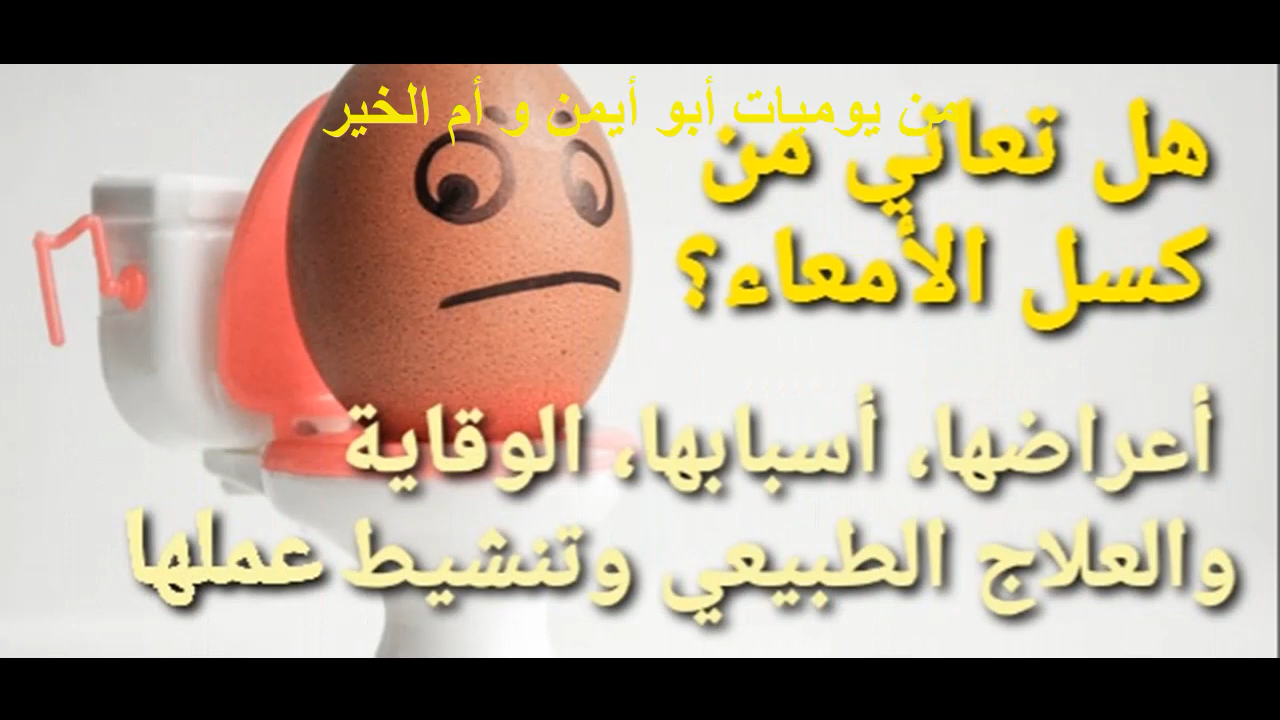 من يوميات أبو أيمن و أم الخير
هل تعاني من
كسل الأمعاء؟
أعراضها، أسبابها، الوقاية
والعلاج الطبيعي وتنشيط عملها